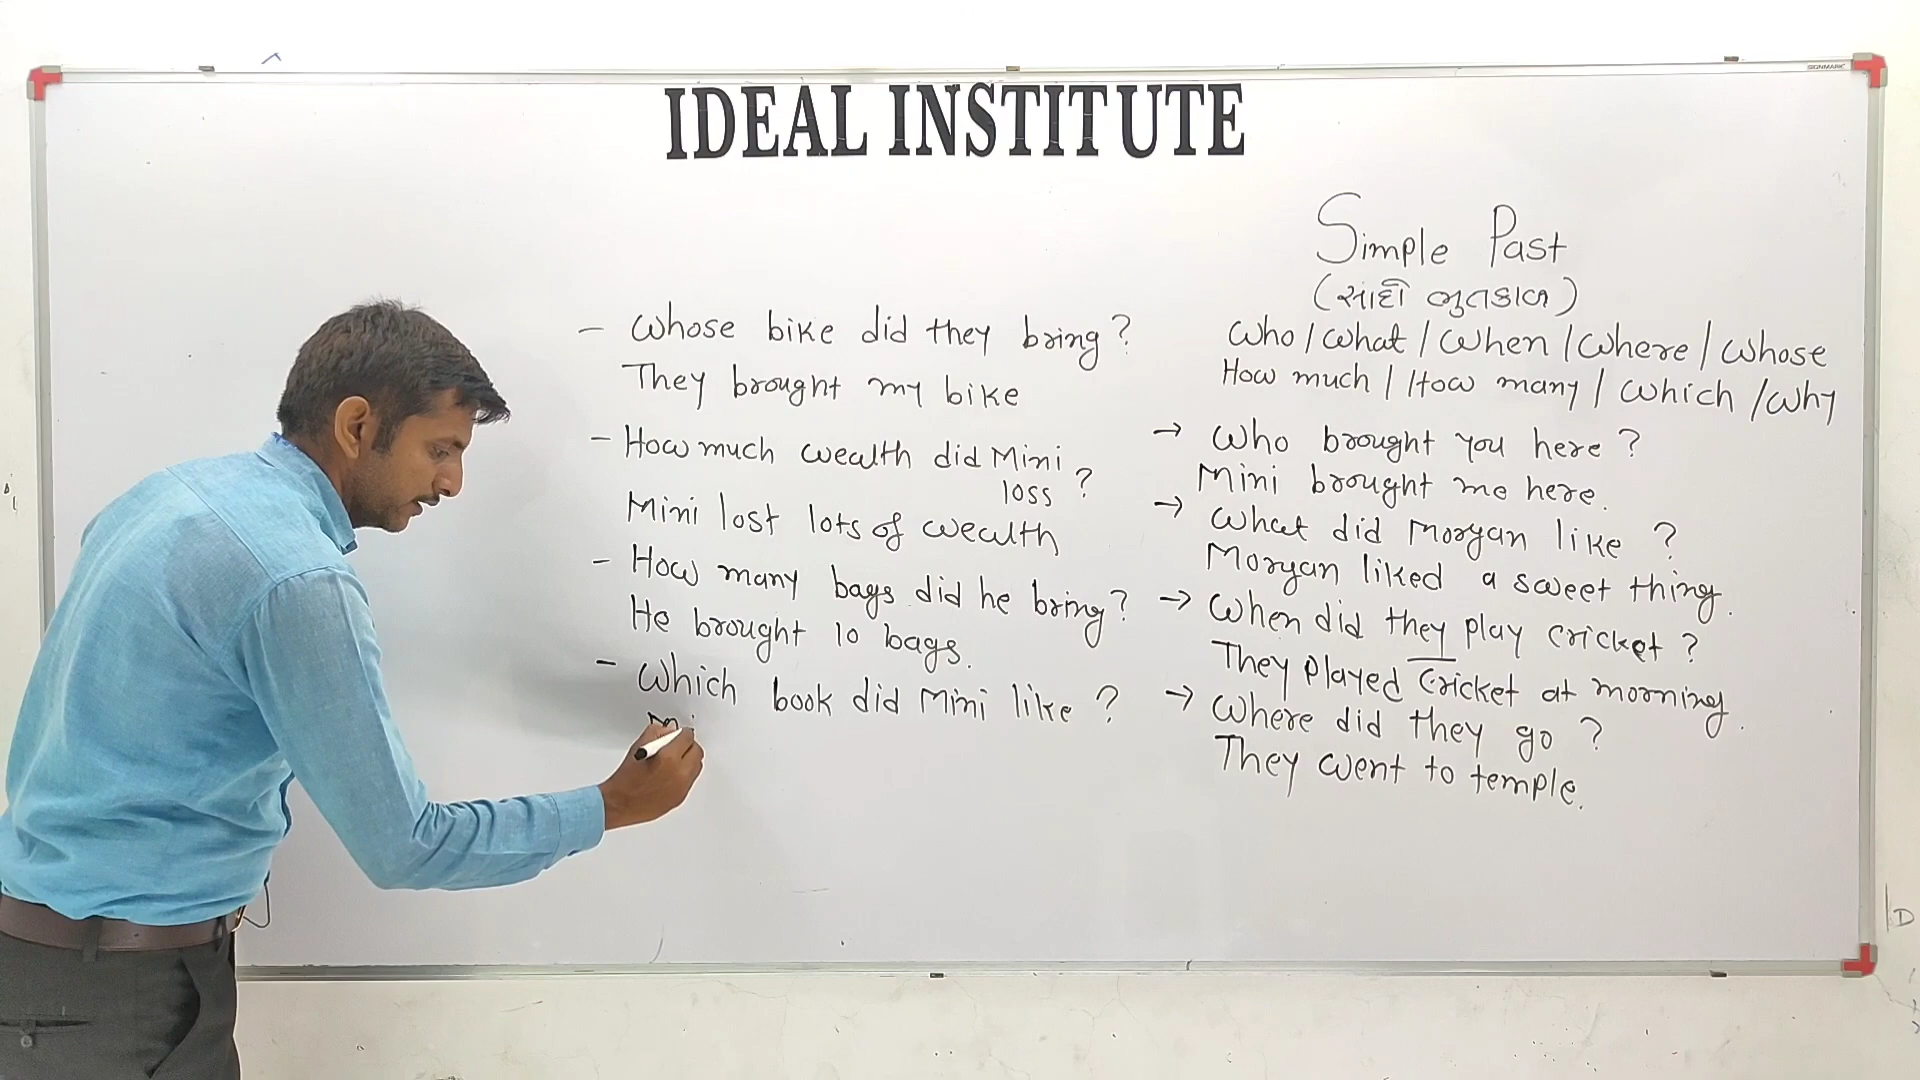 IDEAL INSTITUTE
SIGNMARK
Simple Past
(સાદો ભૂતકાળ)
Who / What / When / Where / Whose
How much / How many / Which / Why
→ Who brought you here ?
Mini brought me here.
→ What did Moryan like ?
Moryan liked a sweet thing.
→ When did they play cricket ?
They played cricket at morning.
→ Where did they go ?
They went to temple.
- Whose bike did they bring ?
They brought my bike
- How much wealth did Mini
loss ?
Mini lost lots of wealth
- How many bags did he bring ?
He brought 10 bags.
- Which book did Mini like ?
Mi